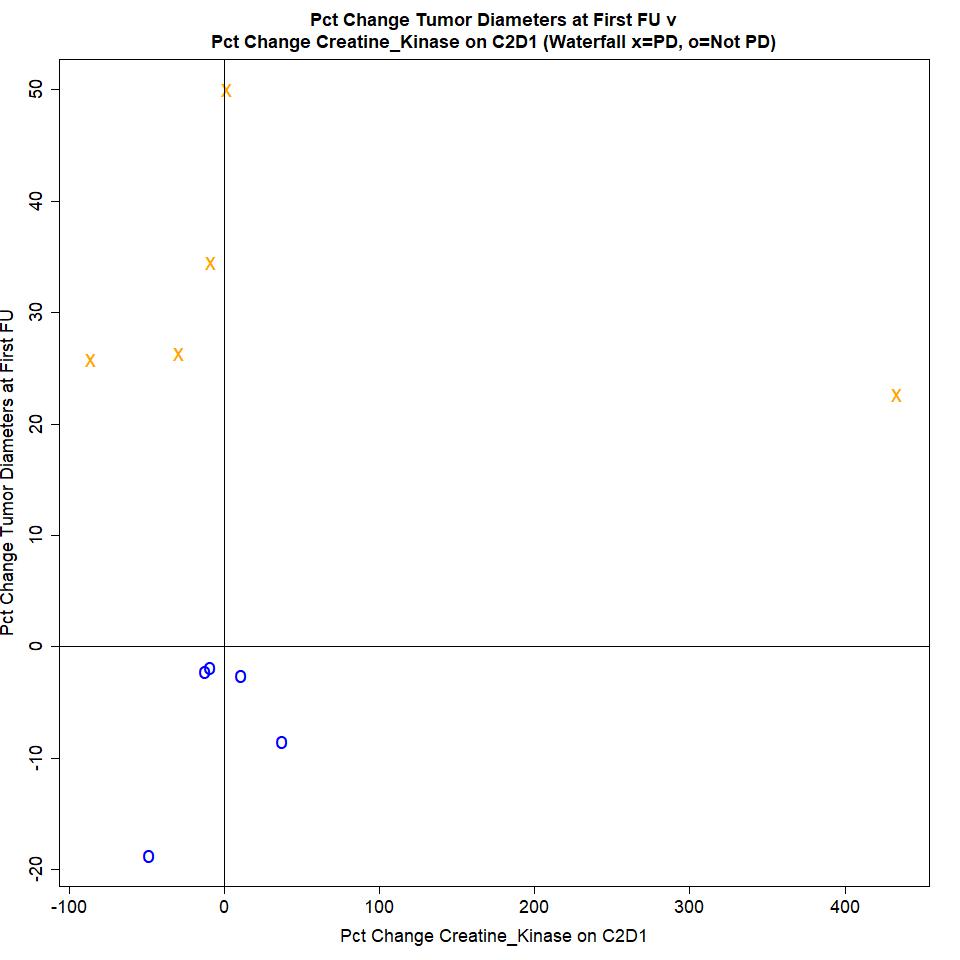 Pct Change Tumor Diameters at First FU v
Pct Change Creatine_Kinase on C2D1 (Waterfall x=PD, o=Not PD)
Pct Change Tumor Diameters at First FU
50
40
30
20
10
0
-10
-20
X
X
X
X
X
O
O
O
O
O
-100 0 100 200 300 400
Pct Change Creatine_Kinase on C2D1